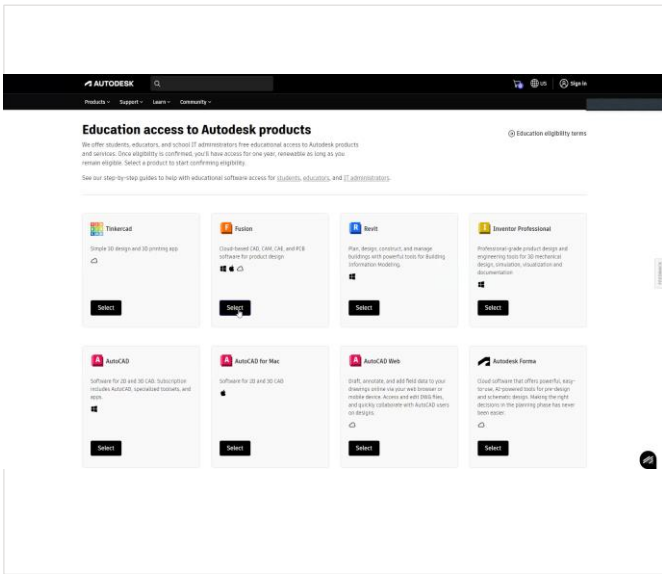 AUTODESK
US
Sign in
Products
Support
Learn
Community
Education access to Autodesk products
Education eligibility terms
We offer students, educators, and school IT administrators free educational access to Autodesk products
and services. Once eligibility is confirmed, you'll have access for one year, renewable as long as you
remain eligible. Select a product to start confirming eligibility.
See our step-by-step guides to help with educational software access for students, educators, and IT administrators.
Tinkercad
Simple 3D design and 3D printing app
Select
Fusion
Cloud-based CAD, CAM, CAE, and PCB
software for product design
Select
Revit
Plan, design, construct, and manage
buildings with powerful tools for Building
Information Modeling.
Select
Inventor Professional
Professional-grade product design and
engineering tools for 3D mechanical
design, simulation, visualization and
documentation
Select
AutoCAD
Software for 2D and 3D CAD. Subscription
includes AutoCAD, specialized toolsets, and
apps.
Select
AutoCAD for Mac
Software for 2D and 3D CAD
Select
AutoCAD Web
Draft, annotate, and add field data to your
drawings online via your web browser or
mobile device. Access and edit DWG files,
and quickly collaborate with AutoCAD users
on designs.
Select
Autodesk Forma
Cloud software that offers powerful, easy-
to-use, AI-powered tools for pre-design
and schematic design. Making the right
decisions in the planning phase has never
been easier.
Select